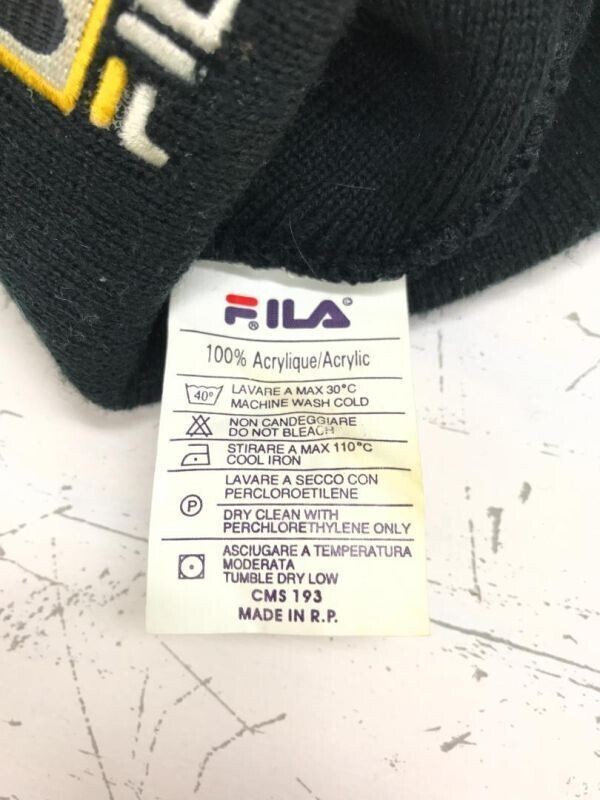 FIL
FILA
100% Acrylique/Acrylic
40°
LAVARE A MAX 30°C
MACHINE WASH COLD
NON CANDEGGIARE
DO NOT BLEACH
STIRARE A MAX 110°C
COOL IRON
LAVARE A SECCO CON
PERCLOROETILENE
P
DRY CLEAN WITH
PERCHLORETHYLENE ONLY
ASCIUGARE A TEMPERATURA
MODERATA
TUMBLE DRY LOW
CMS 193
MADE IN R.P.